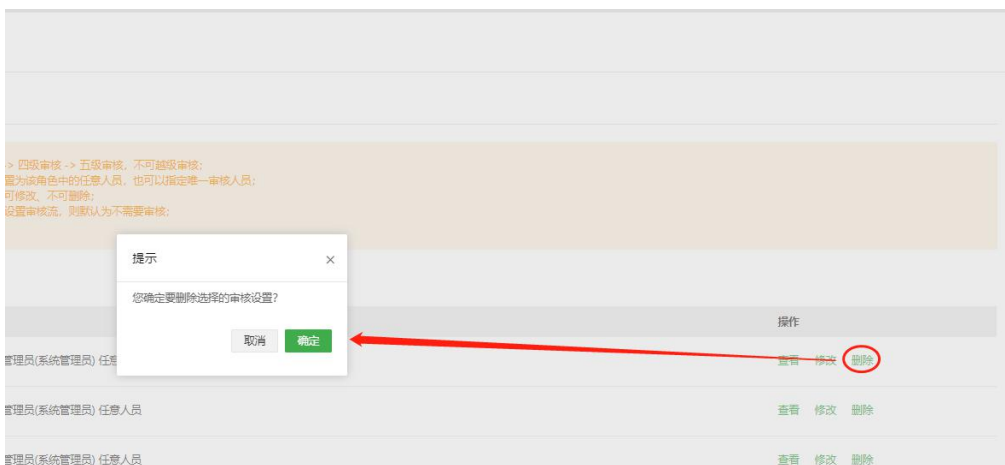 > 四级审核 -> 五级审核，不可越级审核；
置为该角色中的任意人员，也可以指定唯一审核人员；
可修改，不可删除；
设置审核流，则默认为不需要审核；
提示 ×
您确定要删除选择的审核设置？
取消 确定
操作
管理员(系统管理员) 任意 查看 修改 删除
管理员(系统管理员) 任意人员 查看 修改 删除
管理员(系统管理员) 任意人员 查看 修改 删除